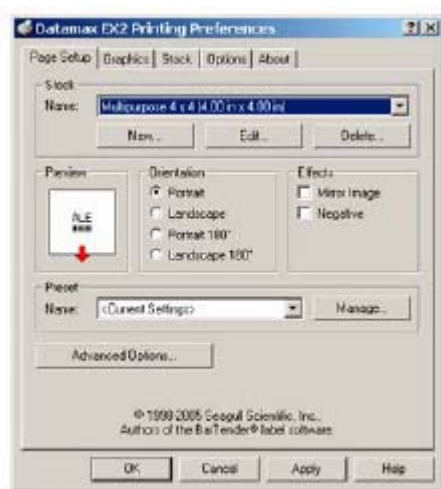 Datamax EX2 Printing Preferences
Page Setup Graphics Stock Options About
Stock
Name: Multipurpose 4 x 4 (4.00 in x 4.00 in)
New... Edit... Delete...
Preview Orientation Effects
Portrait Mirror Image
Landscape Negative
Portrait 180°
Landscape 180°
Preset
Name: <Current Settings> Manage...
Advanced Options...
© 1998-2005 Seagull Scientific, Inc.,
Authors of the BarTender® label software
OK Cancel Apply Help